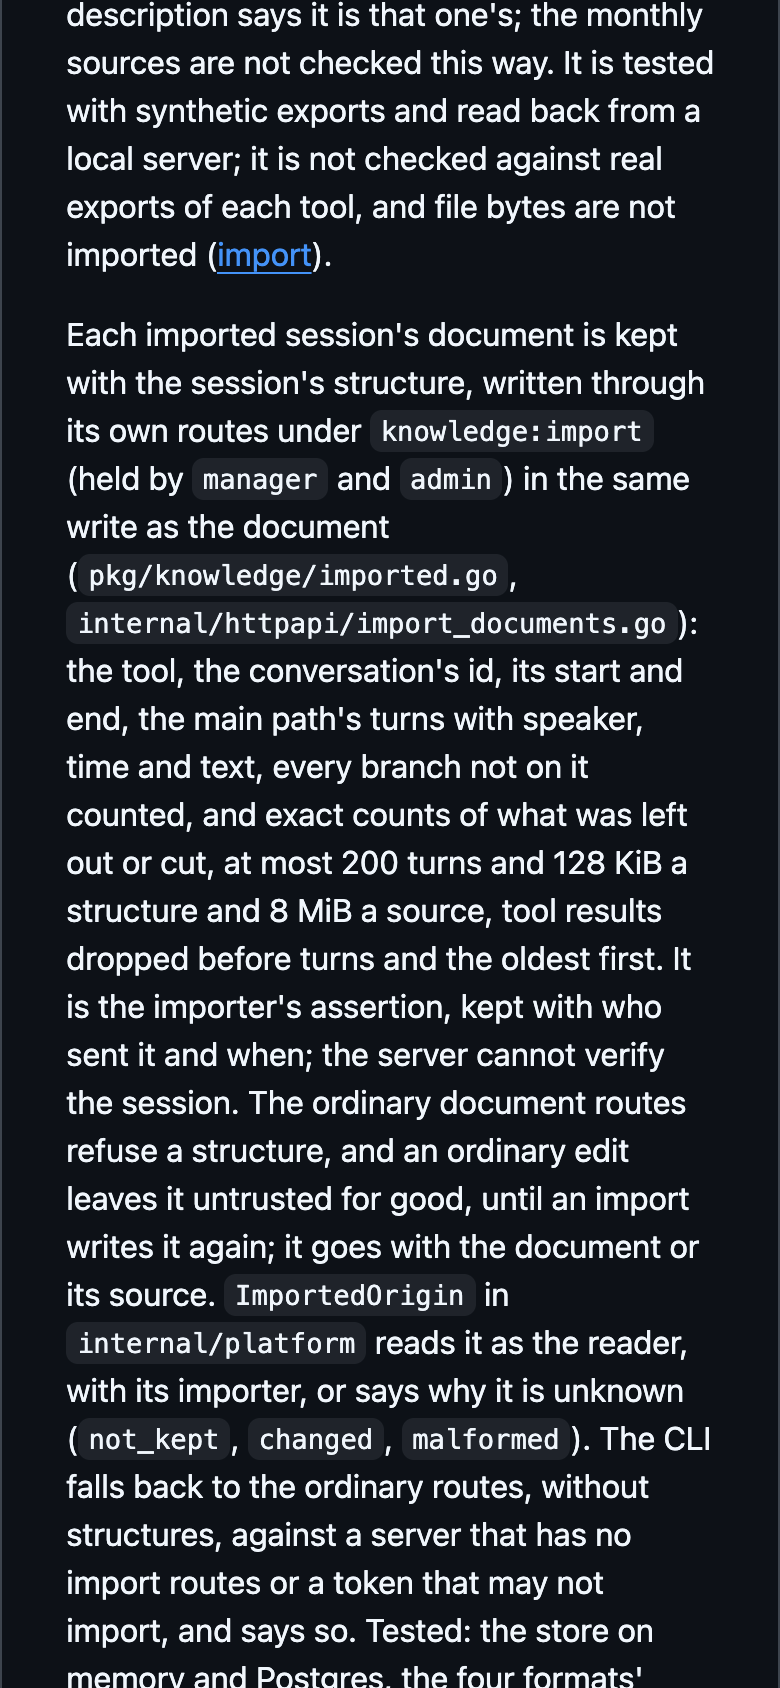 description says it is that one's; the monthly
sources are not checked this way. It is tested
with synthetic exports and read back from a
local server; it is not checked against real
exports of each tool, and file bytes are not
imported (import).
Each imported session's document is kept
with the session's structure, written through
its own routes under knowledge:import
(held by manager and admin) in the same
write as the document
(pkg/knowledge/imported.go,
internal/httpapi/import_documents.go):
the tool, the conversation's id, its start and
end, the main path's turns with speaker,
time and text, every branch not on it
counted, and exact counts of what was left
out or cut, at most 200 turns and 128 KiB a
structure and 8 MiB a source, tool results
dropped before turns and the oldest first. It
is the importer's assertion, kept with who
sent it and when; the server cannot verify
the session. The ordinary document routes
refuse a structure, and an ordinary edit
leaves it untrusted for good, until an import
writes it again; it goes with the document or
its source. ImportedOrigin in
internal/platform reads it as the reader,
with its importer, or says why it is unknown
(not_kept, changed, malformed). The CLI
falls back to the ordinary routes, without
structures, against a server that has no
import routes or a token that may not
import, and says so. Tested: the store on
memory and Postgres, the four formats'